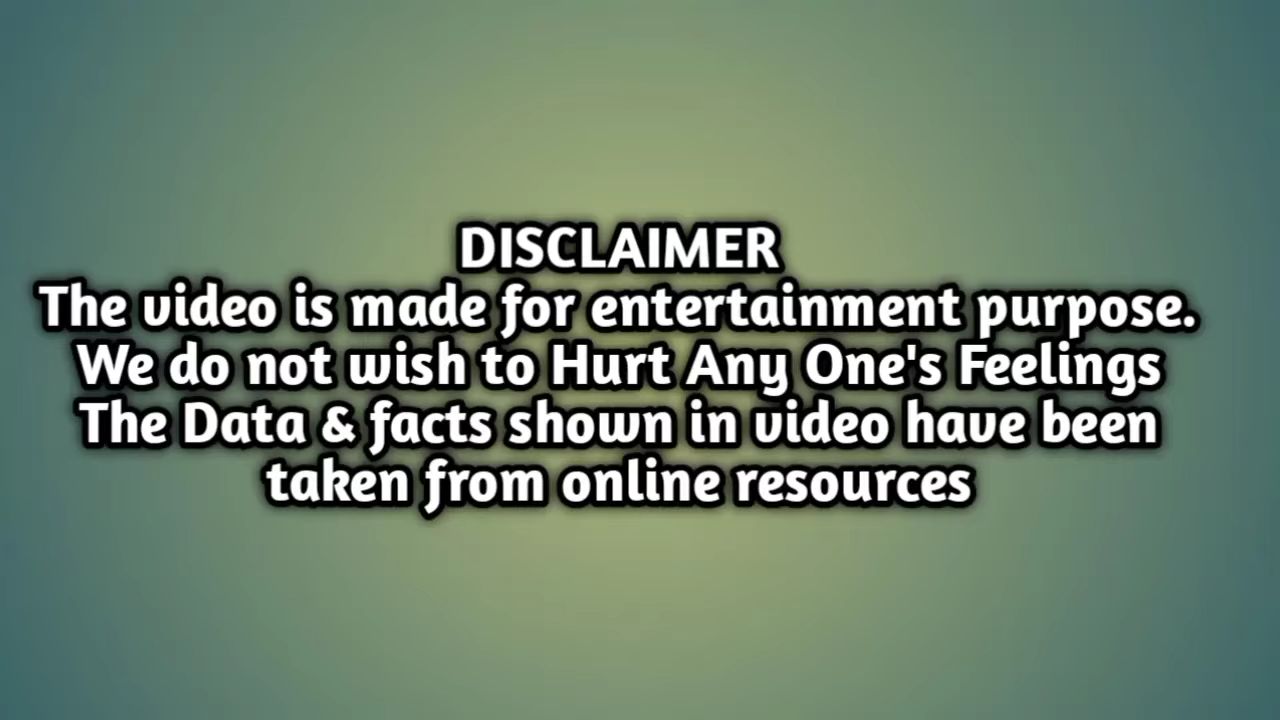 DISCLAIMER
The video is made for entertainment purpose.
We do not wish to Hurt Any One's Feelings
The Data & facts shown in video have been
taken from online resources